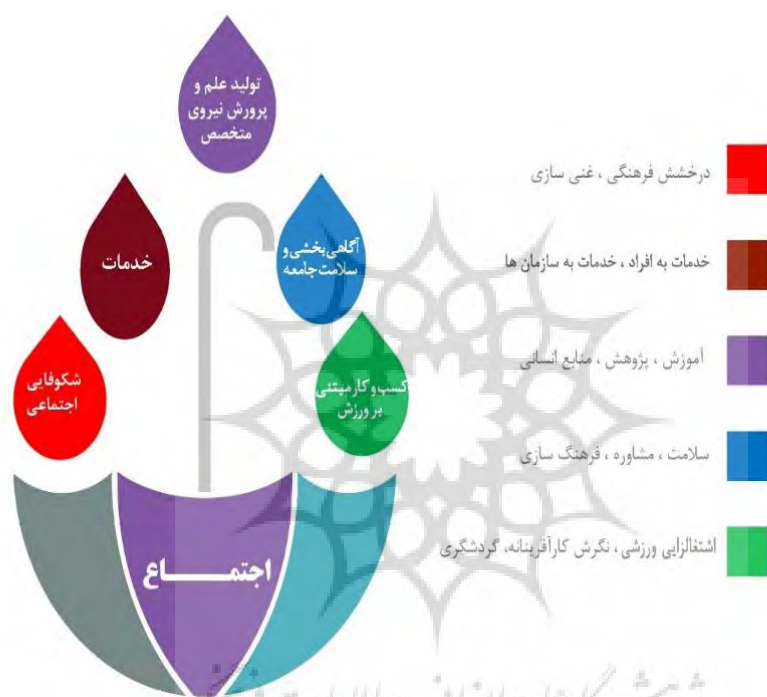 تولید علم و
پرورش نیروی
متخصص
خدمات
آگاهی‌بخشی و
سلامت جامعه
شکوفایی
اجتماعی
کسب و کار مبتنی
بر ورزش
اجتمـــــاع
درخشش فرهنگی ، غنی سازی
خدمات به افراد ، خدمات به سازمان ها
آموزش ، پژوهش ، منابع انسانی
سلامت ، مشاوره ، فرهنگ سازی
اشتغالزایی ورزشی ، نگرش کارآفرینانه، گردشگری